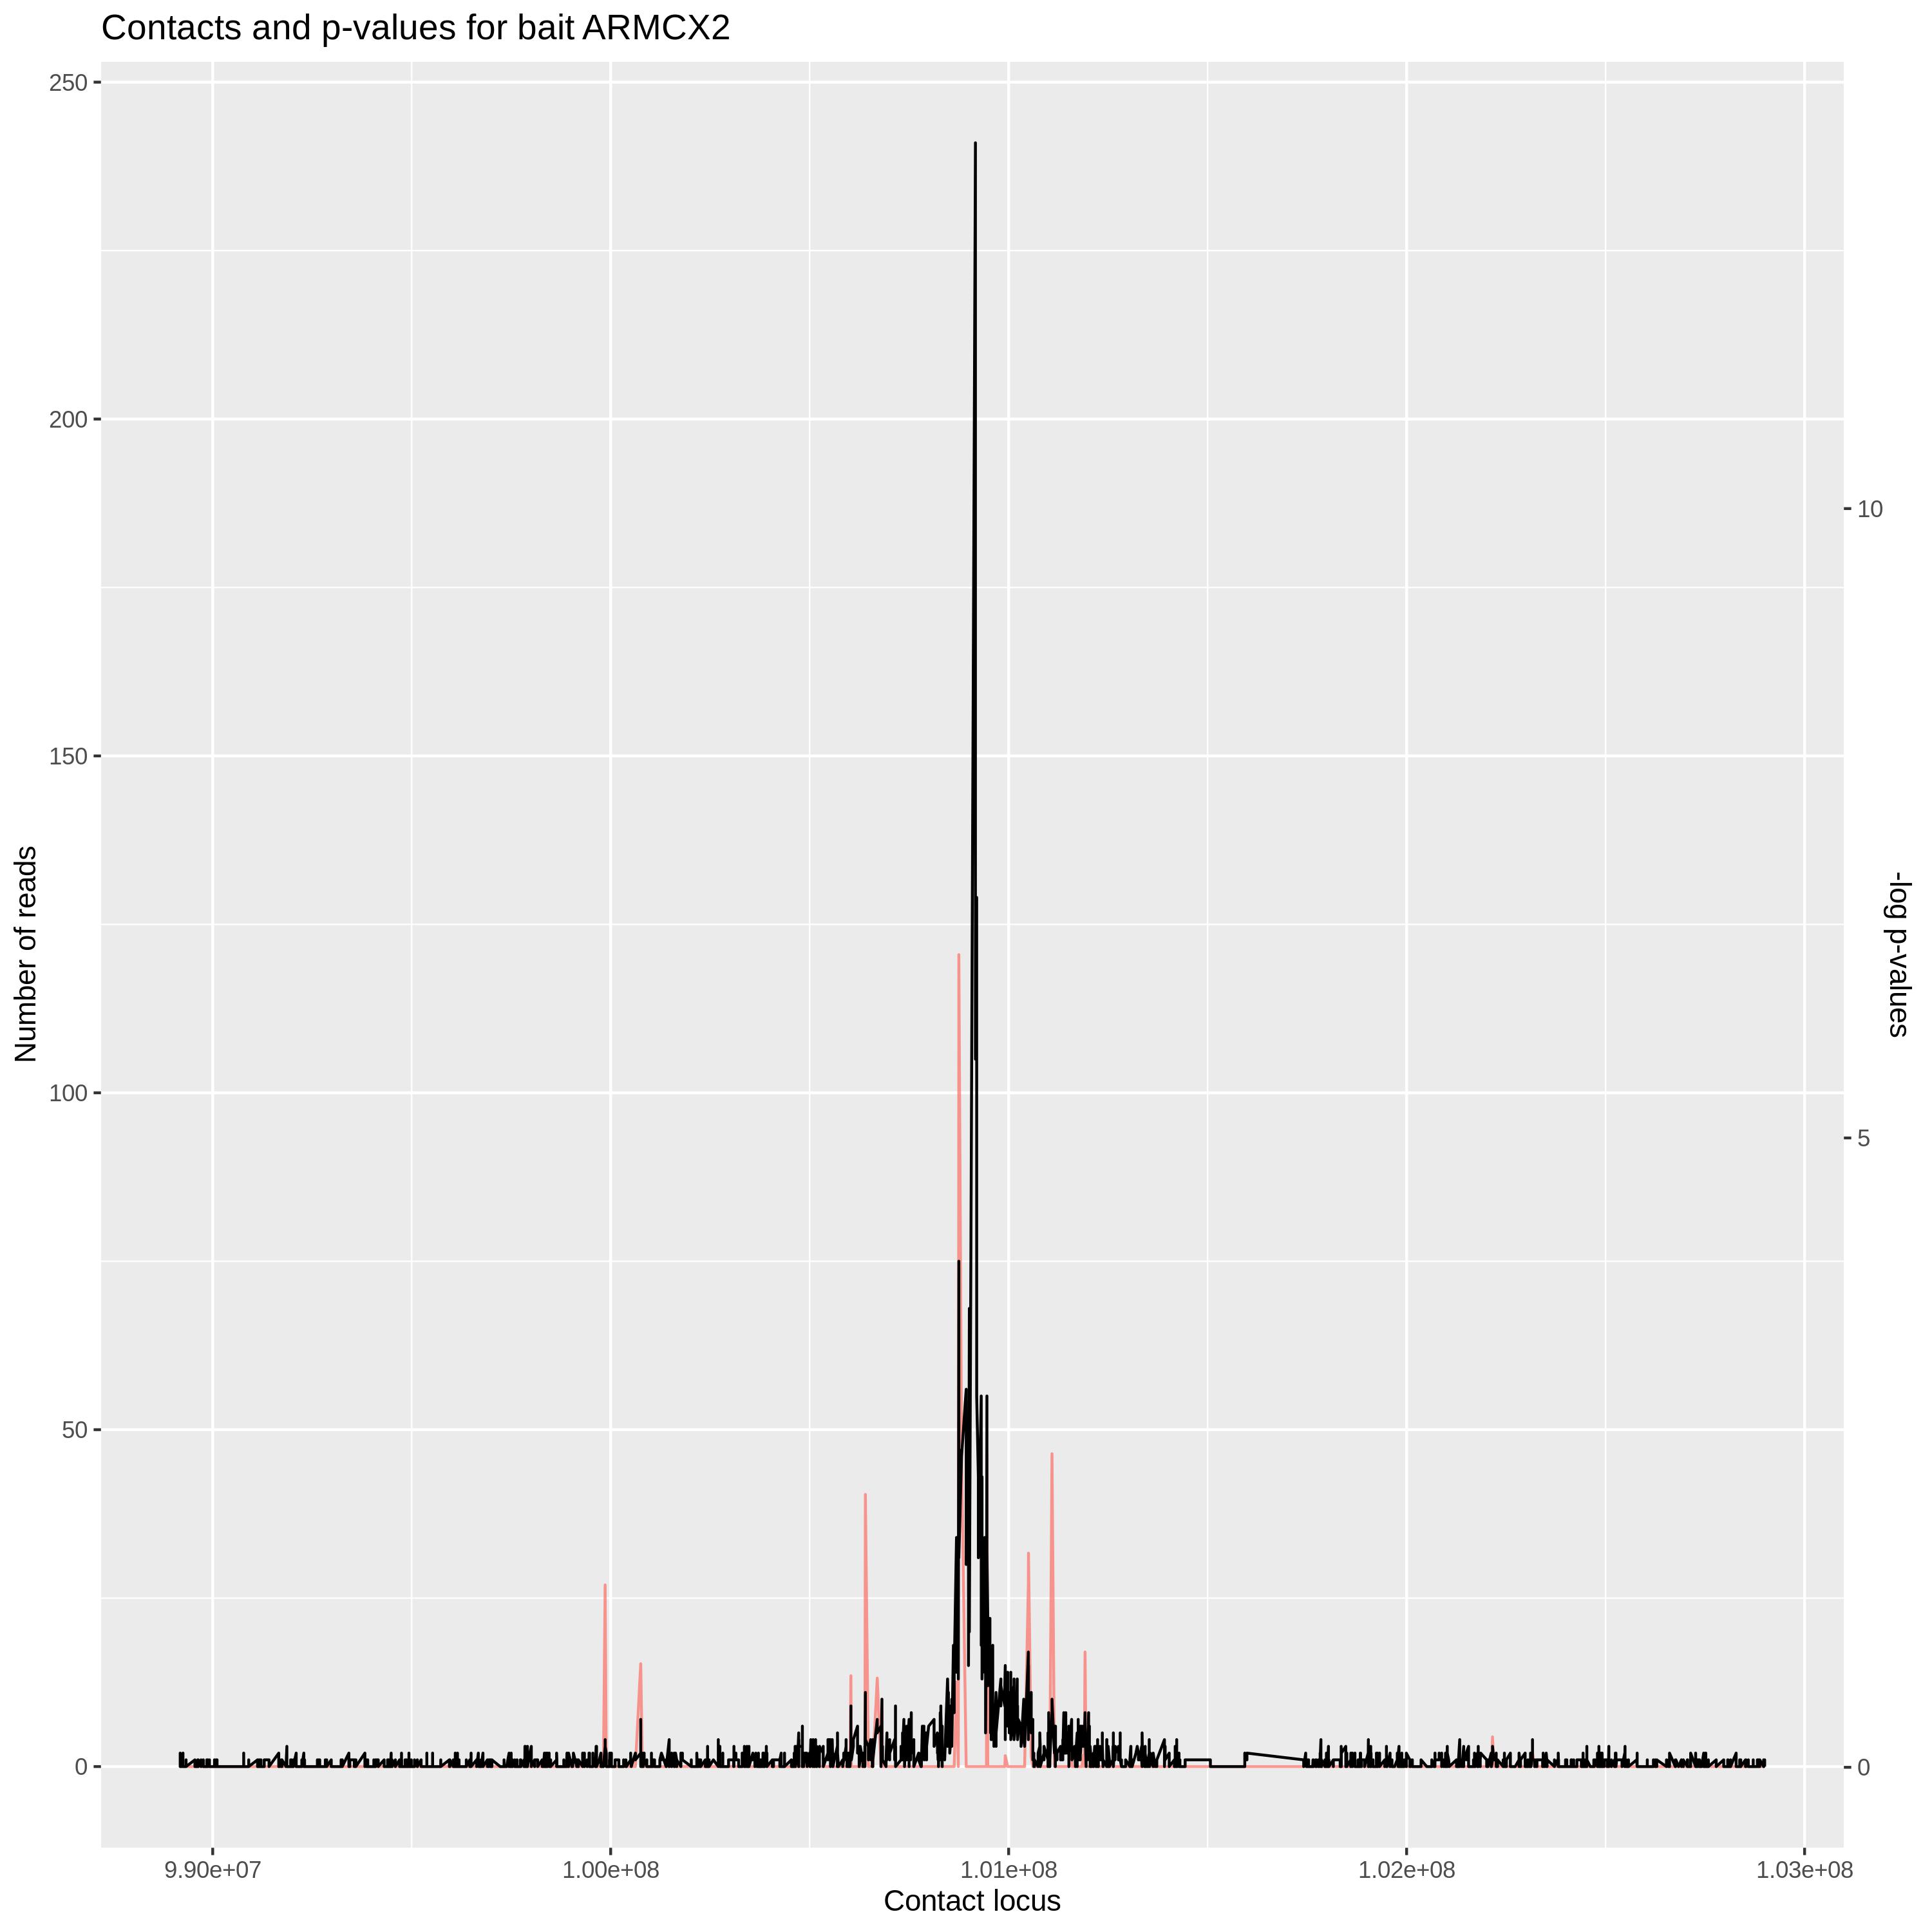 Contacts and p-values for bait ARMCX2
250
200
150
100
50
0
Number of reads
10
5
0
-log p-values
9.90e+07
1.00e+08
1.01e+08
1.02e+08
1.03e+08
Contact locus